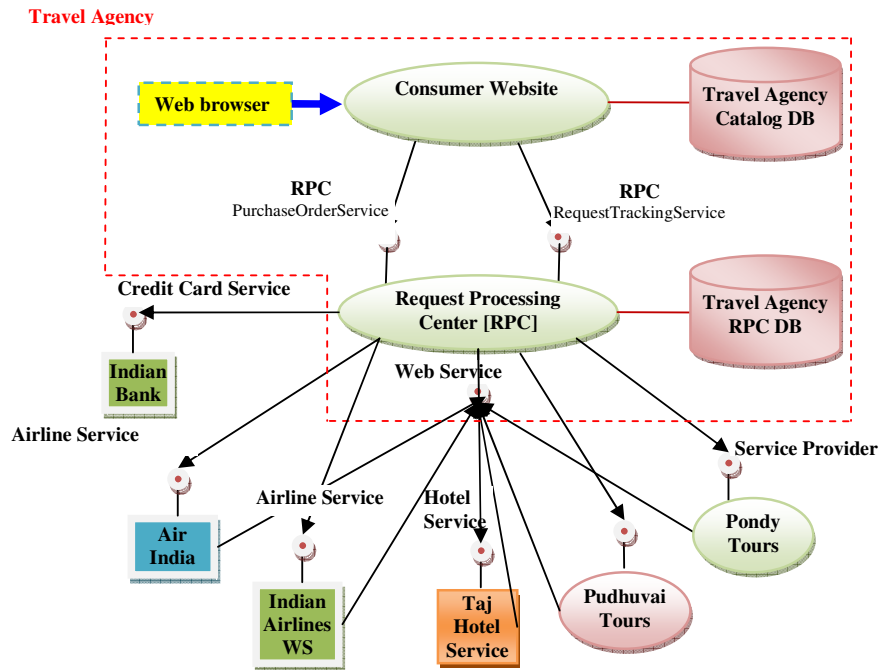 Travel Agency
Web browser
Consumer Website
Travel Agency
Catalog DB
RPC
PurchaseOrderService
RPC
RequestTrackingService
Credit Card Service
Request Processing
Center [RPC]
Travel Agency
RPC DB
Indian
Bank
Web Service
Airline Service
Service Provider
Airline Service
Hotel
Service
Air
India
Pondy
Tours
Indian
Airlines
WS
Taj
Hotel
Service
Pudhuvai
Tours